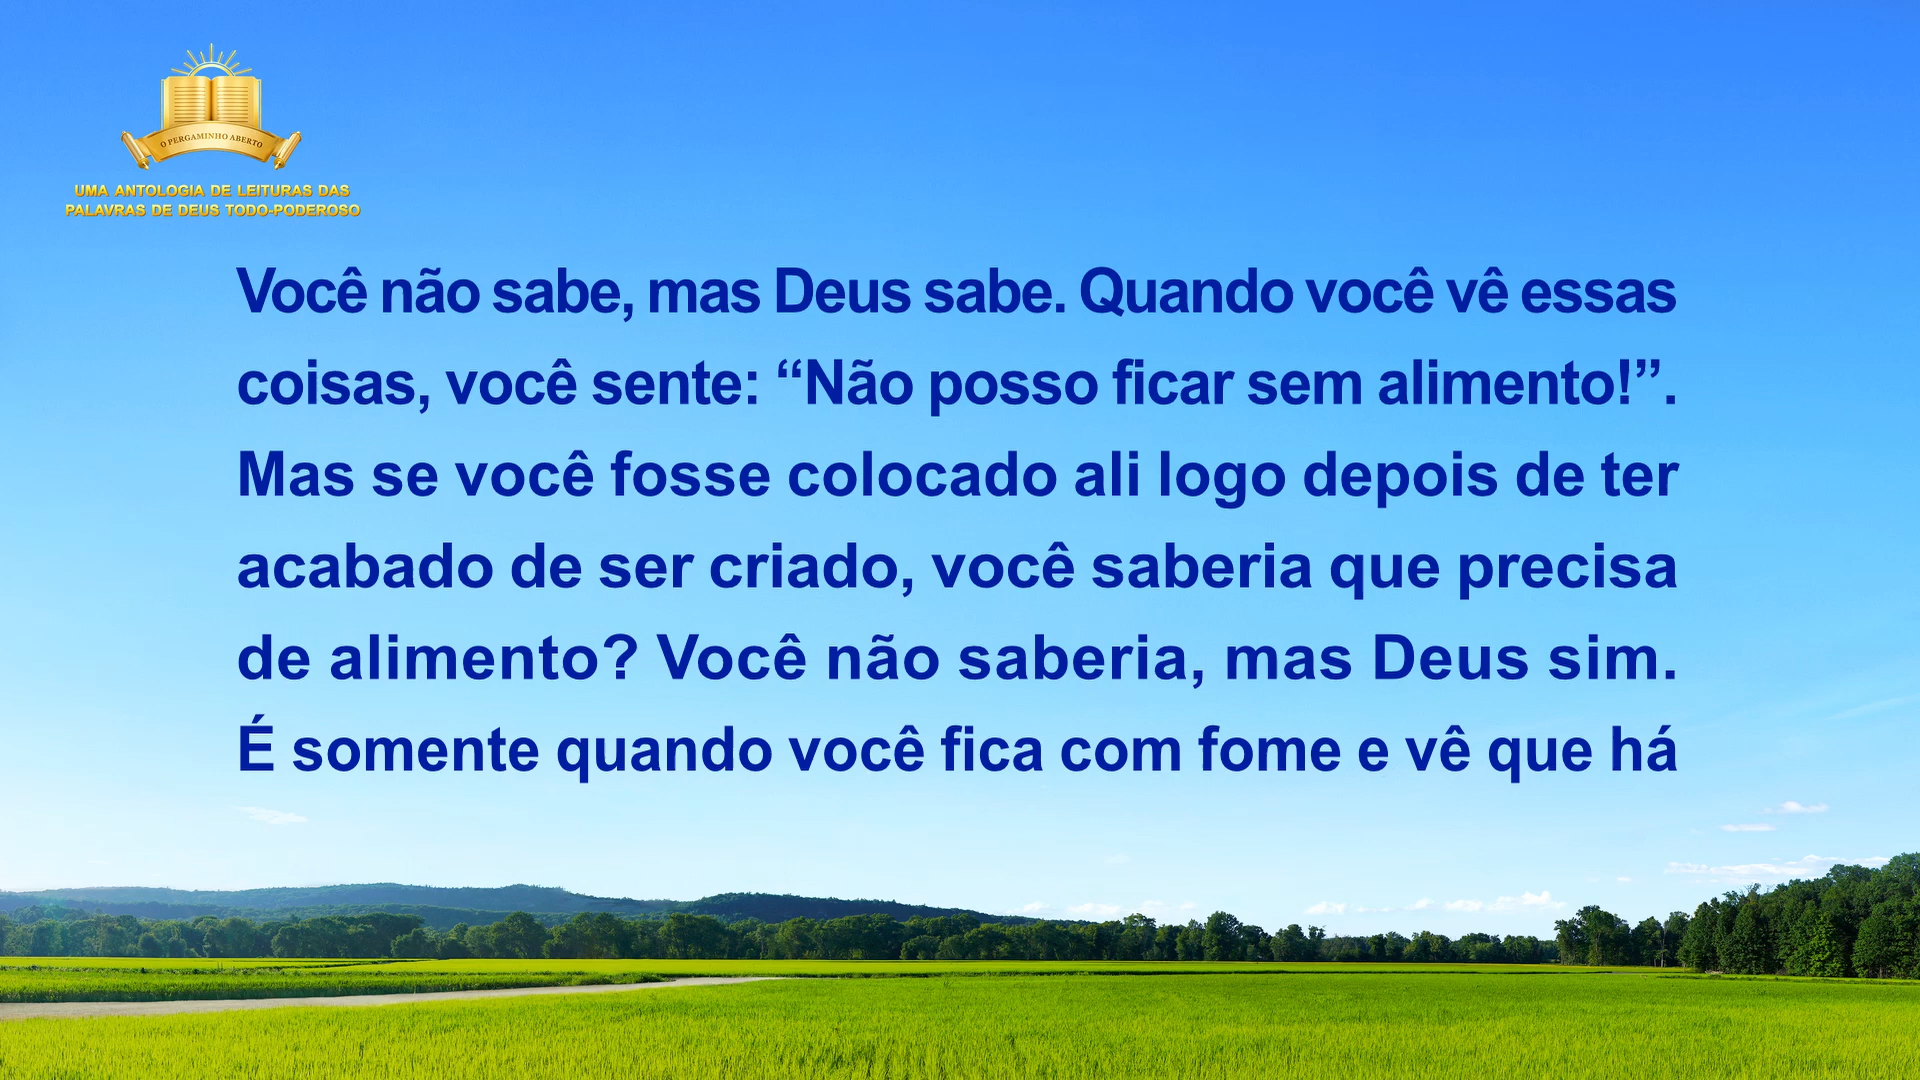 O PERGAMINHO ABERTO
UMA ANTOLOGIA DE LEITURAS DAS
PALAVRAS DE DEUS TODO-PODEROSO
Você não sabe, mas Deus sabe. Quando você vê essas
coisas, você sente: “Não posso ficar sem alimento!”.
Mas se você fosse colocado ali logo depois de ter
acabado de ser criado, você saberia que precisa
de alimento? Você não saberia, mas Deus sim.
É somente quando você fica com fome e vê que há